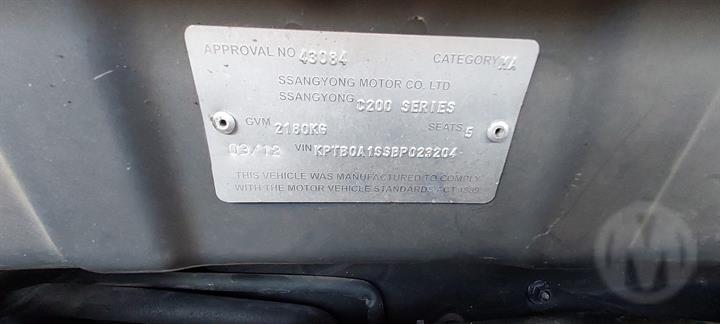 APPROVAL NO 43084 CATEGORY MA
SSANGYONG MOTOR CO. LTD
SSANGYONG C200 SERIES
GVM 2180KG SEATS 5
03/12 VIN KPTB0A1SSBP023204
THIS VEHICLE WAS MANUFACTURED TO COMPLY
WITH THE MOTOR VEHICLE STANDARDS ACT 1989
M